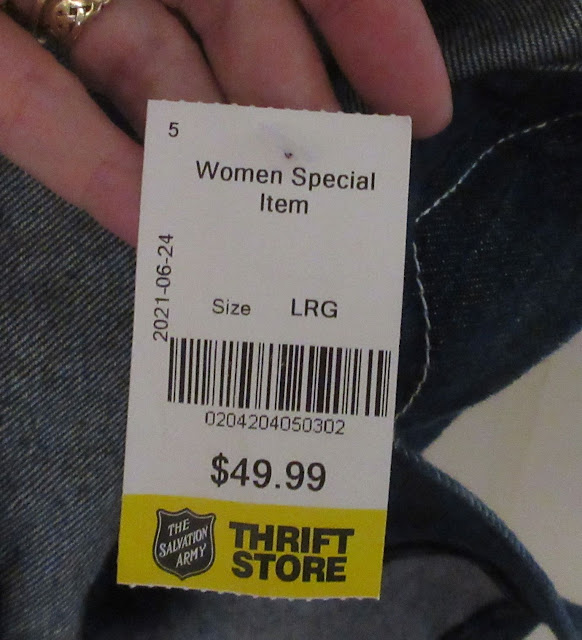 5
Women Special
Item
2021-06-24
Size LRG
0204204050302
$49.99
THE
SALVATION
ARMY
THRIFT
STORE